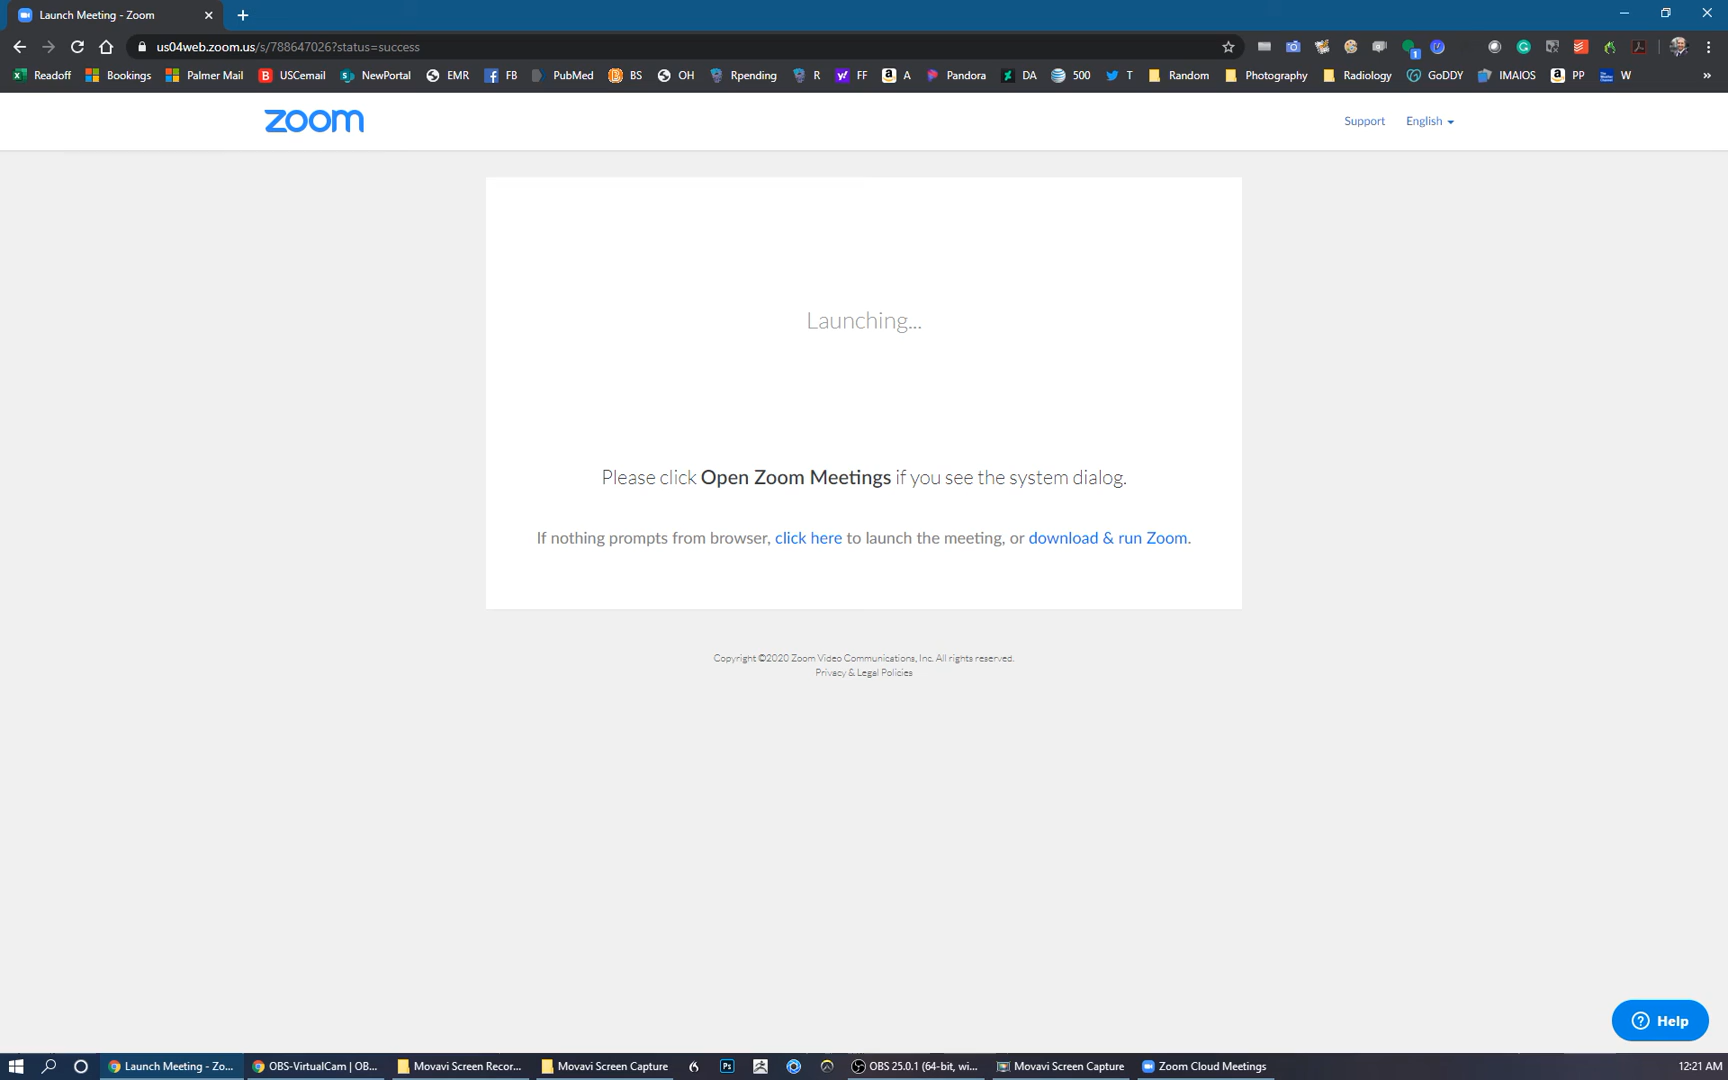 Launch Meeting - Zoom
us04web.zoom.us/s/788647026?status=success
Readoff Bookings Palmer Mail USCemail NewPortal EMR FB PubMed BS OH Rpending R FF A Pandora DA 500 T Random Photography Radiology GoDDY IMAIOS PP W »
zoom
Support English
Launching...
Please click Open Zoom Meetings if you see the system dialog.
If nothing prompts from browser, click here to launch the meeting, or download & run Zoom.
Copyright ©2020 Zoom Video Communications, Inc. All rights reserved.
Privacy & Legal Policies
Help
Launch Meeting - Zo... OBS-VirtualCam | OB... Movavi Screen Recor... Movavi Screen Capture OBS 25.0.1 (64-bit, wi... Movavi Screen Capture Zoom Cloud Meetings 12:21 AM